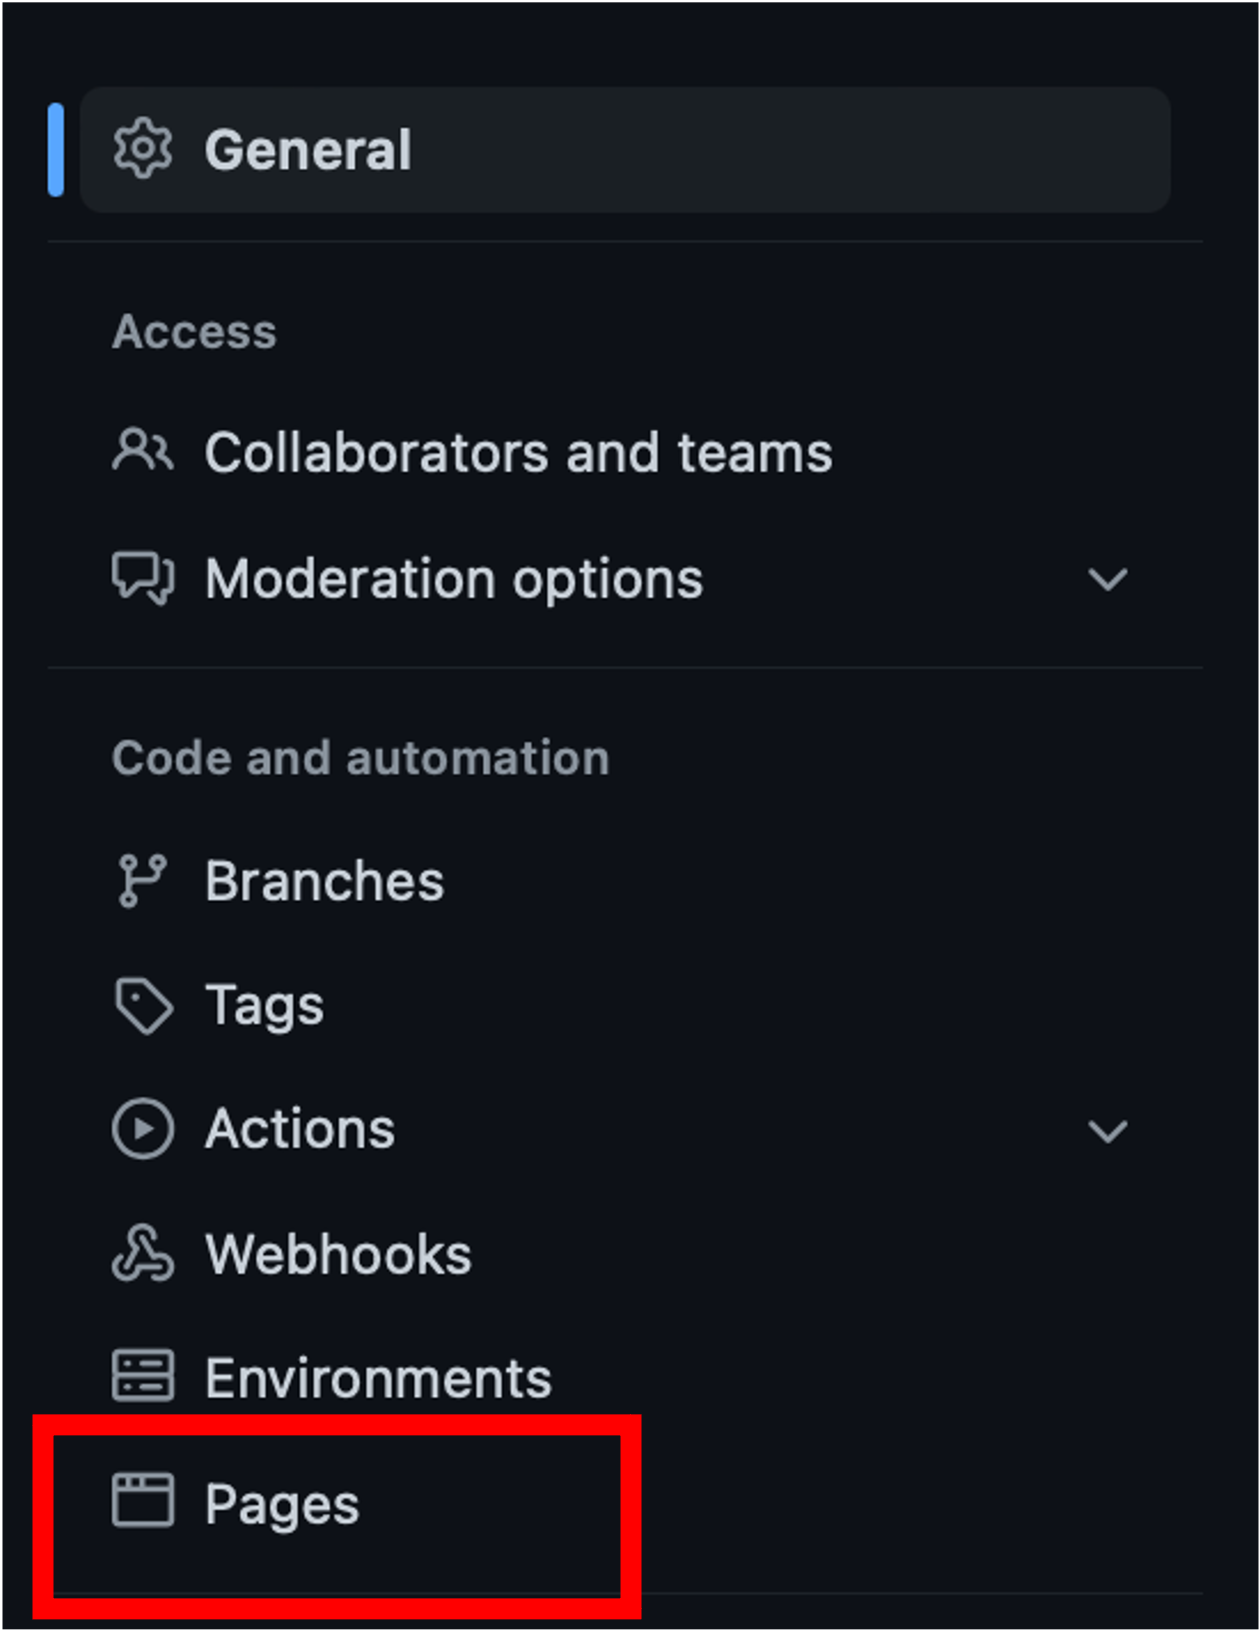 General
Access
Collaborators and teams
Moderation options
Code and automation
Branches
Tags
Actions
Webhooks
Environments
Pages